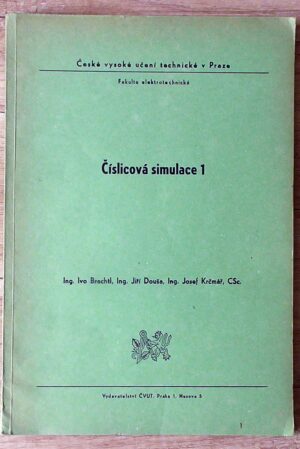 České vysoké učení technické v Praze
Fakulta elektrotechnická
Číslicová simulace 1
Ing. Ivo Brachtl, Ing. Jiří Douša, Ing. Josef Krčmář, CSc.
Vydavatelství ČVUT, Praha 1, Husova 5